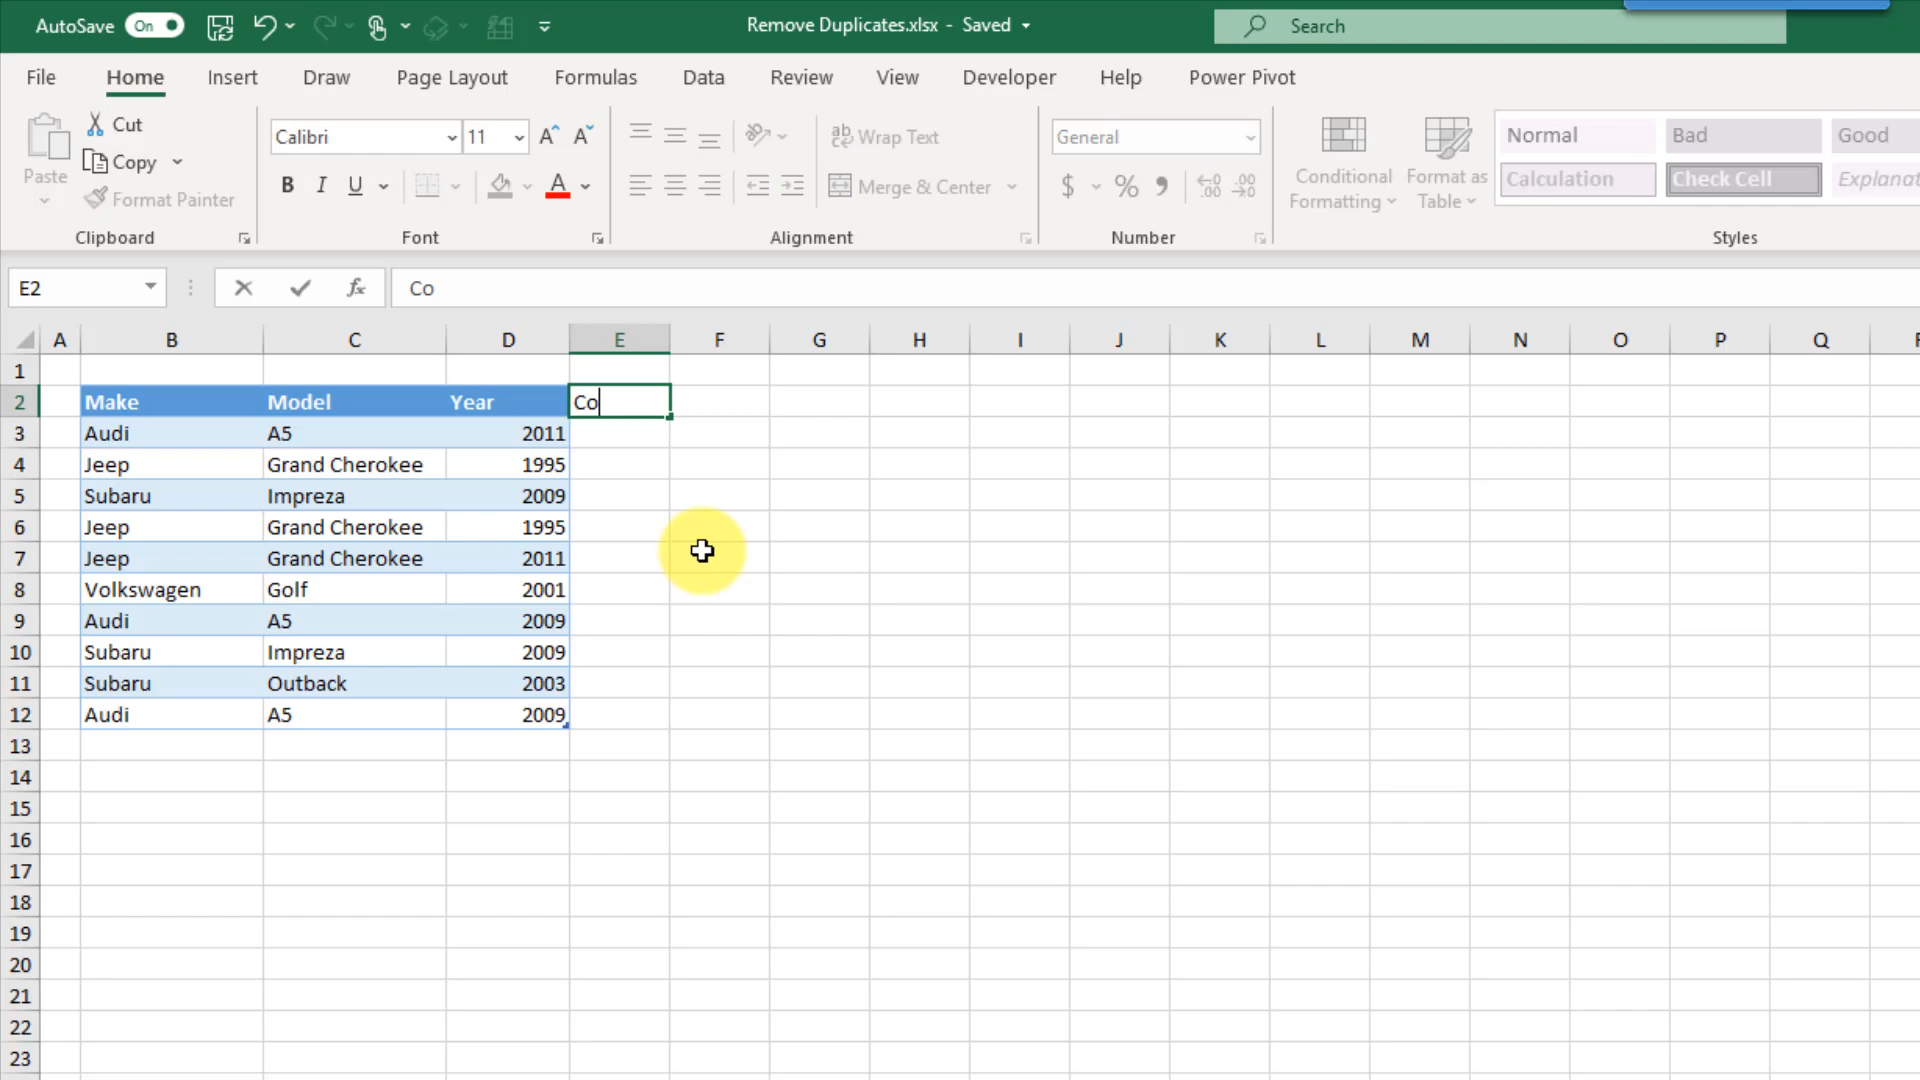 AutoSave On Remove Duplicates.xlsx - Saved Search
File Home Insert Draw Page Layout Formulas Data Review View Developer Help Power Pivot
Paste Cut Copy Format Painter
Clipboard
Calibri 11 A A
B I U A
Font
ab Wrap Text
Merge & Center
Alignment
General
$ % 9 .00 .00
Number
Conditional Formatting
Format as Table
Normal Bad Good
Calculation Check Cell Explanat
Styles
E2 fx Co
A B C D E F G H I J K L M N O P Q
1
2 Make Model Year Co
3 Audi A5 2011
4 Jeep Grand Cherokee 1995
5 Subaru Impreza 2009
6 Jeep Grand Cherokee 1995
7 Jeep Grand Cherokee 2011
8 Volkswagen Golf 2001
9 Audi A5 2009
10 Subaru Impreza 2009
11 Subaru Outback 2003
12 Audi A5 2009
13
14
15
16
17
18
19
20
21
22
23